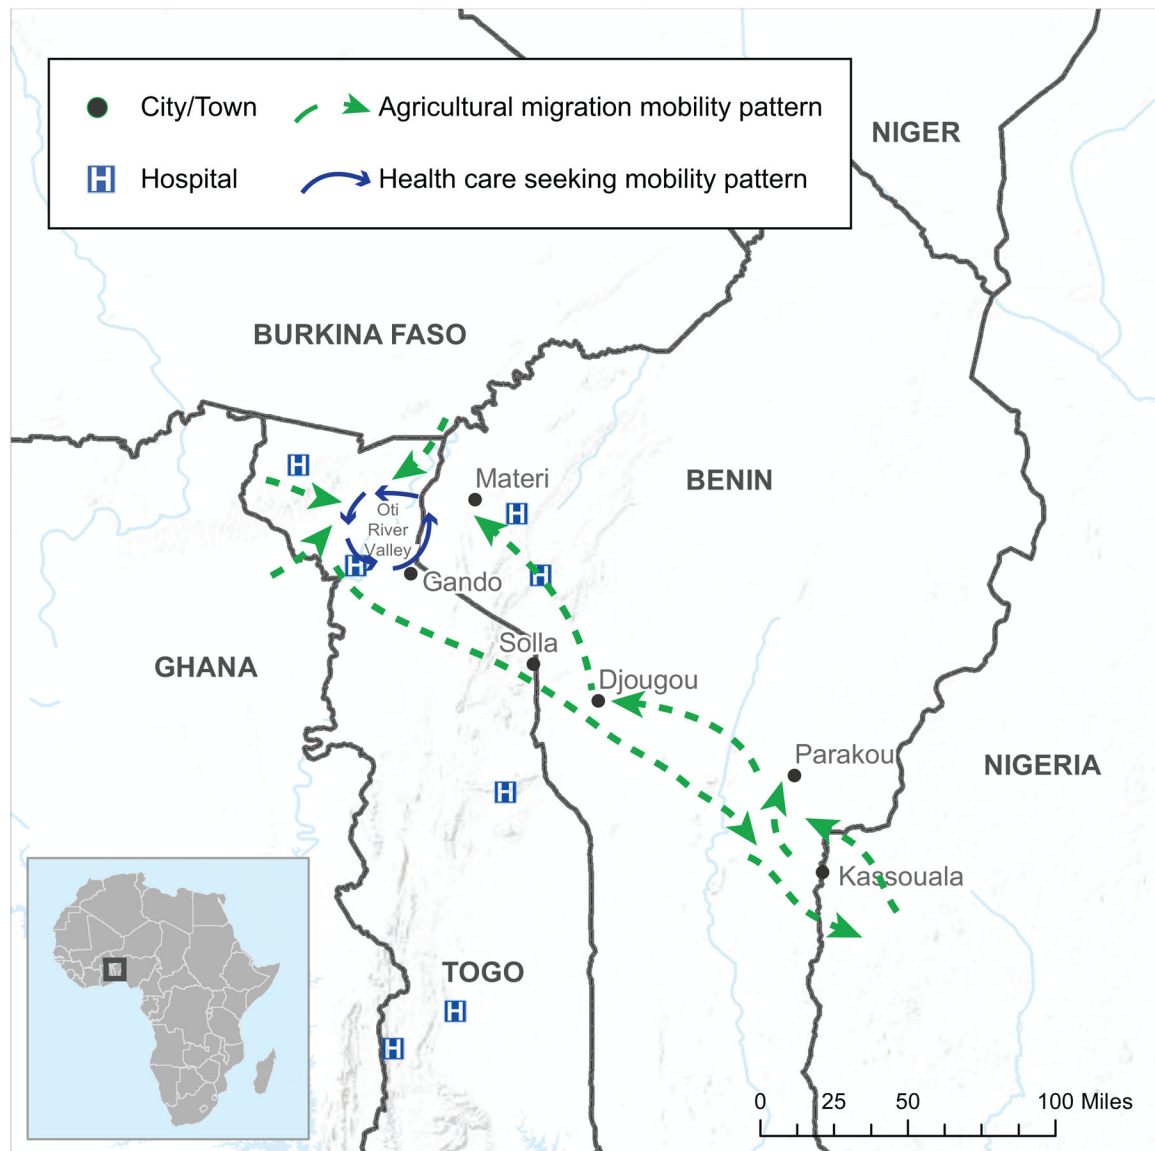 City/Town
Agricultural migration mobility pattern
H
Hospital
Health care seeking mobility pattern
NIGER
BURKINA FASO
H
Materi
BENIN
H
Oti
River
Valley
H
H
Gando
Solla
GHANA
Djougou
Parakou
NIGERIA
H
Kassouala
TOGO
H
H
0 25 50 100 Miles